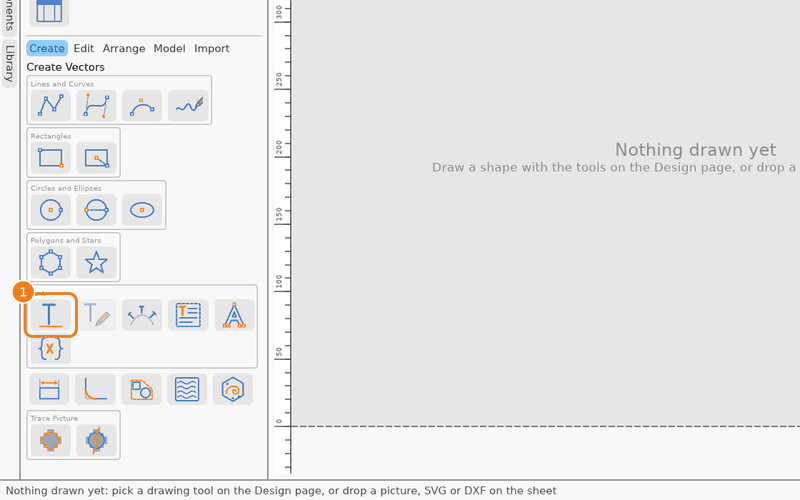 nents
Library
Create Edit Arrange Model Import
Create Vectors
Lines and Curves
Rectangles
Circles and Ellipses
Polygons and Stars
1
Trace Picture
300
250
200
150
100
50
0
Nothing drawn yet
Draw a shape with the tools on the Design page, or drop a
Nothing drawn yet: pick a drawing tool on the Design page, or drop a picture, SVG or DXF on the sheet